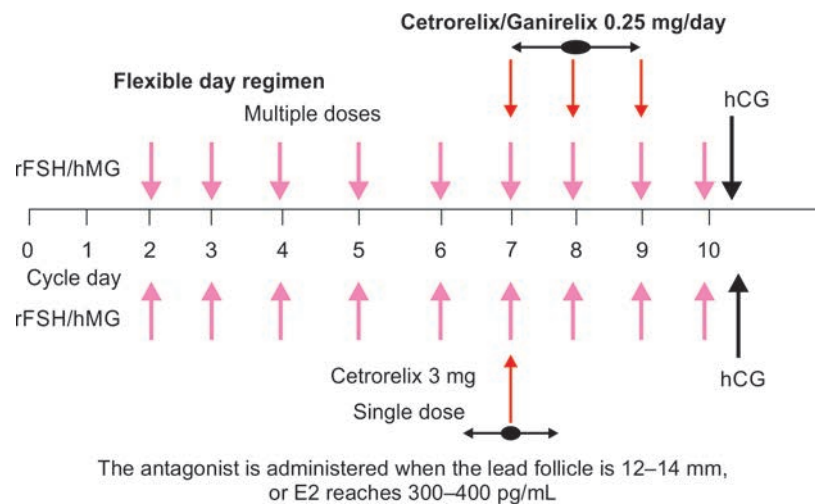 Cetrorelix/Ganirelix 0.25 mg/day
Flexible day regimen
Multiple doses
hCG
rFSH/hMG
0 1 2 3 4 5 6 7 8 9 10
Cycle day
rFSH/hMG
Cetrorelix 3 mg
hCG
Single dose
The antagonist is administered when the lead follicle is 12–14 mm,
or E2 reaches 300–400 pg/mL